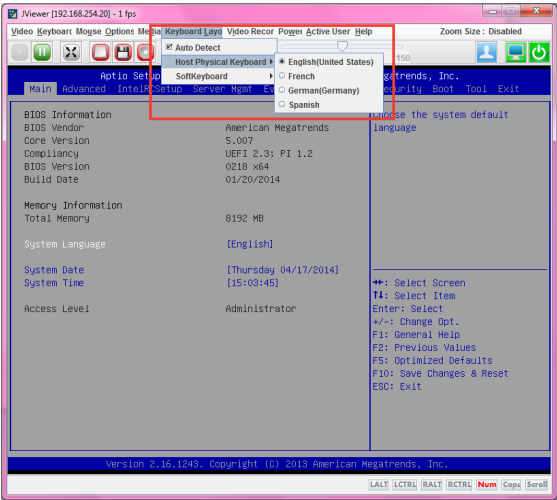 JViewer [192.168.254.20] - 1 fps
Video Keyboard Mouse Options Media Keyboard Layo Video Recor Power Active User Help Zoom Size : Disabled
Auto Detect
Host Physical Keyboard
SoftKeyboard
English(United States)
French
German(Germany)
Spanish
150
Aptio Setup gatrends, Inc.
Main Advanced IntelRCSetup Server Mgmt Ev curity Boot Tool Exit
BIOS Information
BIOS Vendor American Megatrends
Core Version 5.007
Compliancy UEFI 2.3; PI 1.2
BIOS Version 0218 x64
Build Date 01/20/2014
Memory Information
Total Memory 8192 MB
System Language [English]
System Date [Thursday 04/17/2014]
System Time [15:03:45]
Access Level Administrator
Choose the system default
language
→←: Select Screen
↑↓: Select Item
Enter: Select
+/-: Change Opt.
F1: General Help
F2: Previous Values
F5: Optimized Defaults
F10: Save Changes & Reset
ESC: Exit
Version 2.16.1243. Copyright (C) 2013 American Megatrends, Inc.
LALT LCTRL RALT RCTRL Num Caps Scroll